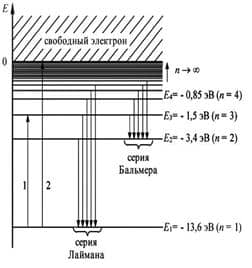 E
свободный электрон
0
n → ∞
E₄= - 0,85 эВ (n = 4)
E₃= - 1,5 эВ (n = 3)
E₂= - 3,4 эВ (n = 2)
серия
Бальмера
1
2
E₁= - 13,6 эВ (n = 1)
серия
Лаймана